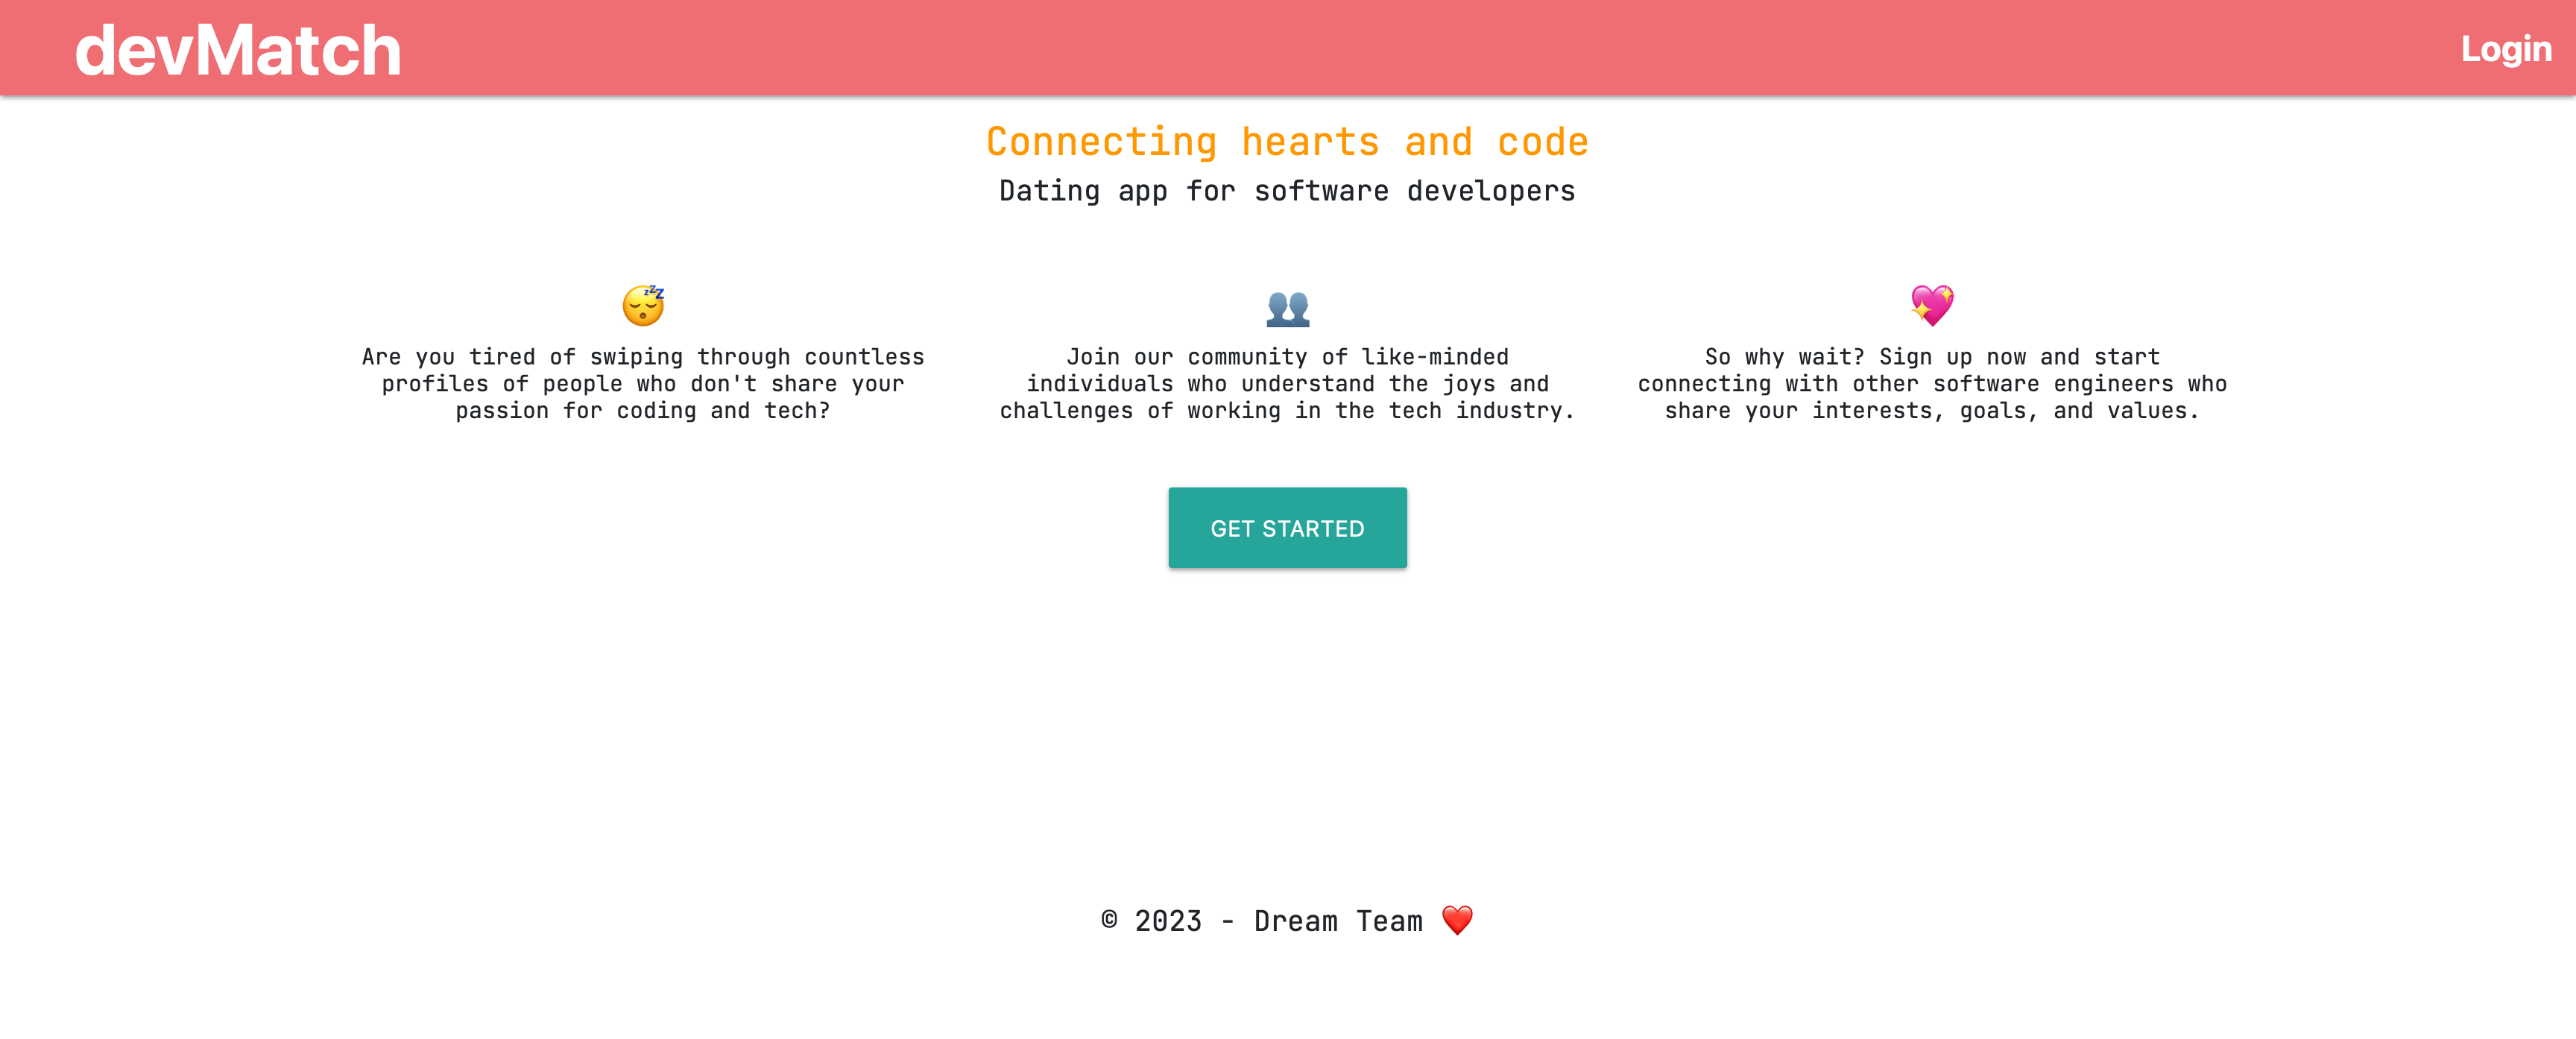 devMatch
Login
Connecting hearts and code
Dating app for software developers
Are you tired of swiping through countless
profiles of people who don't share your
passion for coding and tech?
Join our community of like-minded
individuals who understand the joys and
challenges of working in the tech industry.
So why wait? Sign up now and start
connecting with other software engineers who
share your interests, goals, and values.
GET STARTED
© 2023 - Dream Team ❤️